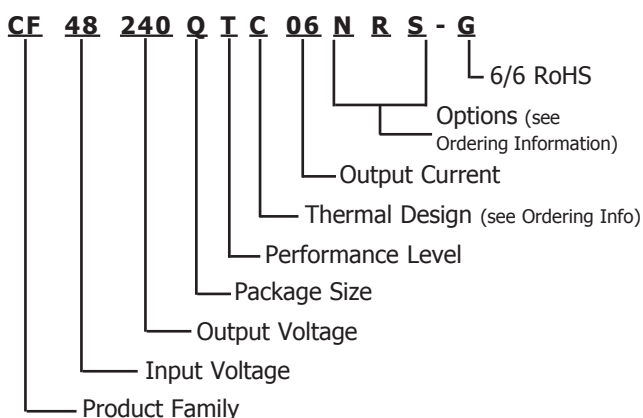 CF 48 240 Q T C 06 N R S - G
6/6 RoHS
Options (see
Ordering Information)
Output Current
Thermal Design (see Ordering Info)
Performance Level
Package Size
Output Voltage
Input Voltage
Product Family